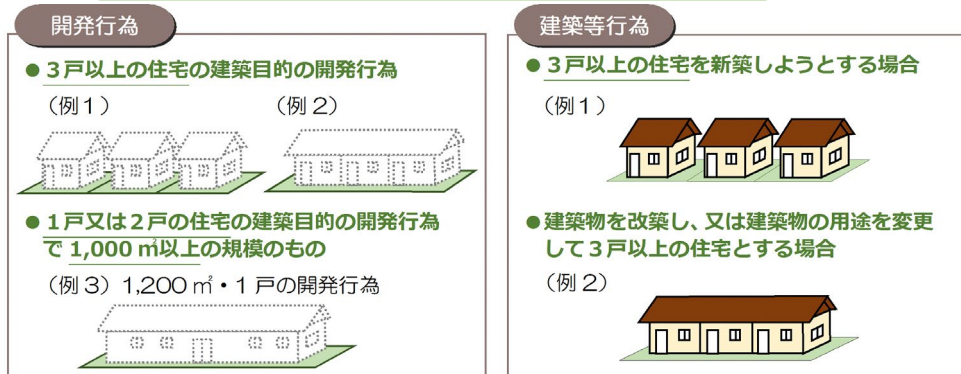 開発行為
●３戸以上の住宅の建築目的の開発行為
（例１）　（例２）
●１戸又は２戸の住宅の建築目的の開発行為
で 1,000 ㎡以上の規模のもの
（例３）1,200 ㎡・１戸の開発行為
建築等行為
●３戸以上の住宅を新築しようとする場合
（例１）
●建築物を改築し、又は建築物の用途を変更
して３戸以上の住宅とする場合
（例２）